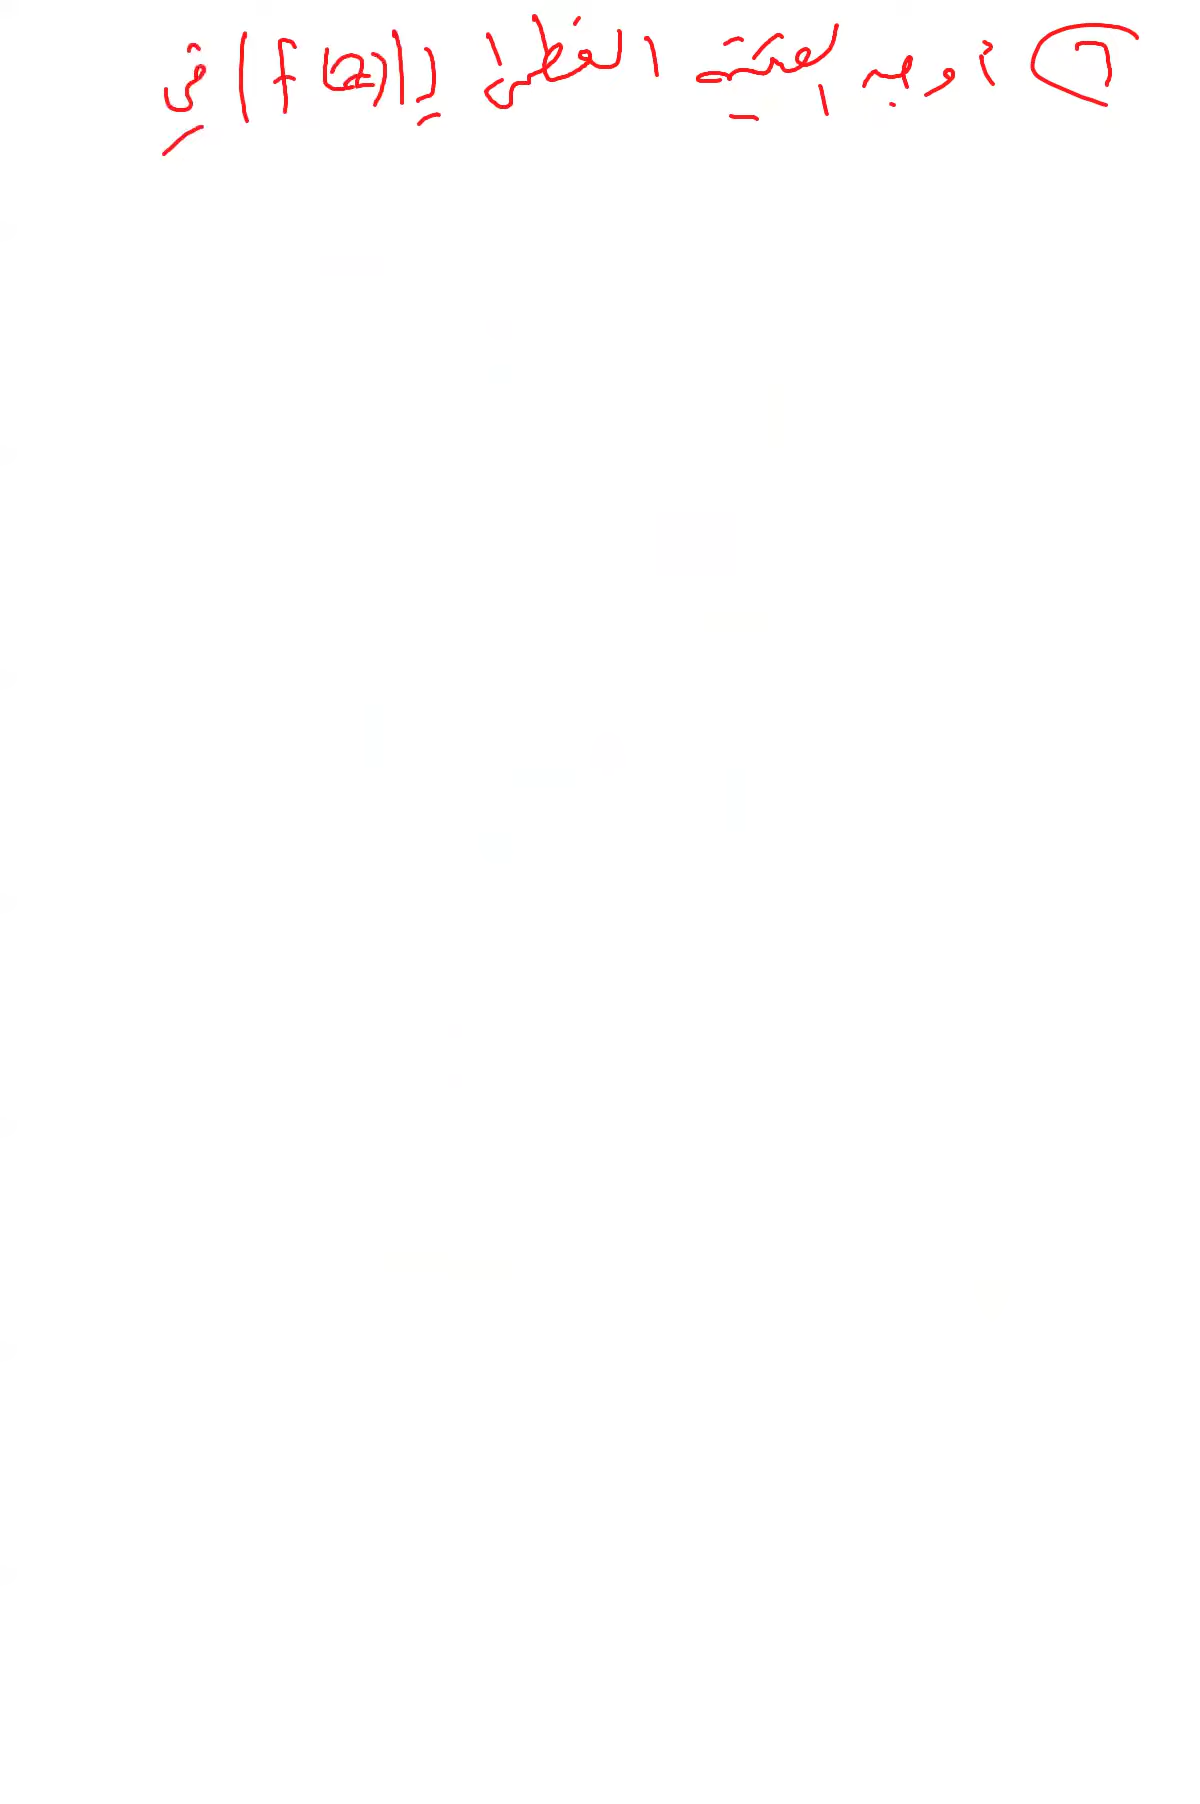 ٦ أوجد القيمة العظمى لـ |f(z)| في